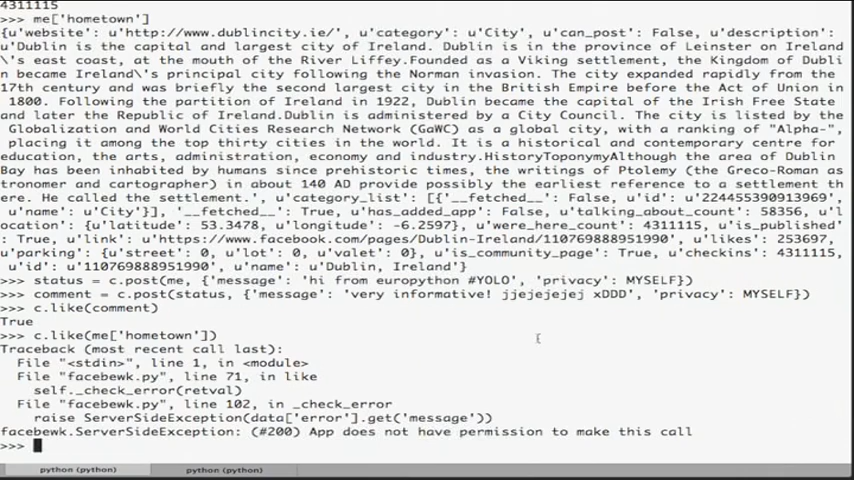 4311115
>>> me['hometown']
{u'website': u'http://www.dublincity.ie/', u'category': u'City', u'can_post': False, u'description':
u'Dublin is the capital and largest city of Ireland. Dublin is in the province of Leinster on Ireland
\'s east coast, at the mouth of the River Liffey.Founded as a Viking settlement, the Kingdom of Dubli
n became Ireland\'s principal city following the Norman invasion. The city expanded rapidly from the
17th century and was briefly the second largest city in the British Empire before the Act of Union in
1800. Following the partition of Ireland in 1922, Dublin became the capital of the Irish Free State
and later the Republic of Ireland.Dublin is administered by a City Council. The city is listed by the
Globalization and World Cities Research Network (GaWC) as a global city, with a ranking of "Alpha-",
placing it among the top thirty cities in the world. It is a historical and contemporary centre for
education, the arts, administration, economy and industry.HistoryToponymyAlthough the area of Dublin
Bay has been inhabited by humans since prehistoric times, the writings of Ptolemy (the Greco-Roman as
tronomer and cartographer) in about 140 AD provide possibly the earliest reference to a settlement th
ere. He called the settlement.', u'category_list': [{'__fetched__': False, u'id': u'224455390913969',
u'name': u'City'}], '__fetched__': True, u'has_added_app': False, u'talking_about_count': 58356, u'l
ocation': {u'latitude': 53.3478, u'longitude': -6.2597}, u'were_here_count': 4311115, u'is_published'
: True, u'link': u'https://www.facebook.com/pages/Dublin-Ireland/110769888951990', u'likes': 253697,
u'parking': {u'street': 0, u'lot': 0, u'valet': 0}, u'is_community_page': True, u'checkins': 4311115,
u'id': u'110769888951990', u'name': u'Dublin, Ireland'}
>>> status = c.post(me, {'message': 'hi from europython #YOLO', 'privacy': MYSELF})
>>> comment = c.post(status, {'message': 'very informative! jjejejejej xDDD', 'privacy': MYSELF})
>>> c.like(comment)
True
>>> c.like(me['hometown'])
Traceback (most recent call last):
File "<stdin>", line 1, in <module>
File "facebewk.py", line 71, in like
self._check_error(retval)
File "facebewk.py", line 102, in _check_error
raise ServerSideException(data['error'].get('message'))
facebewk.ServerSideException: (#200) App does not have permission to make this call
>>>
python (python) python (python)